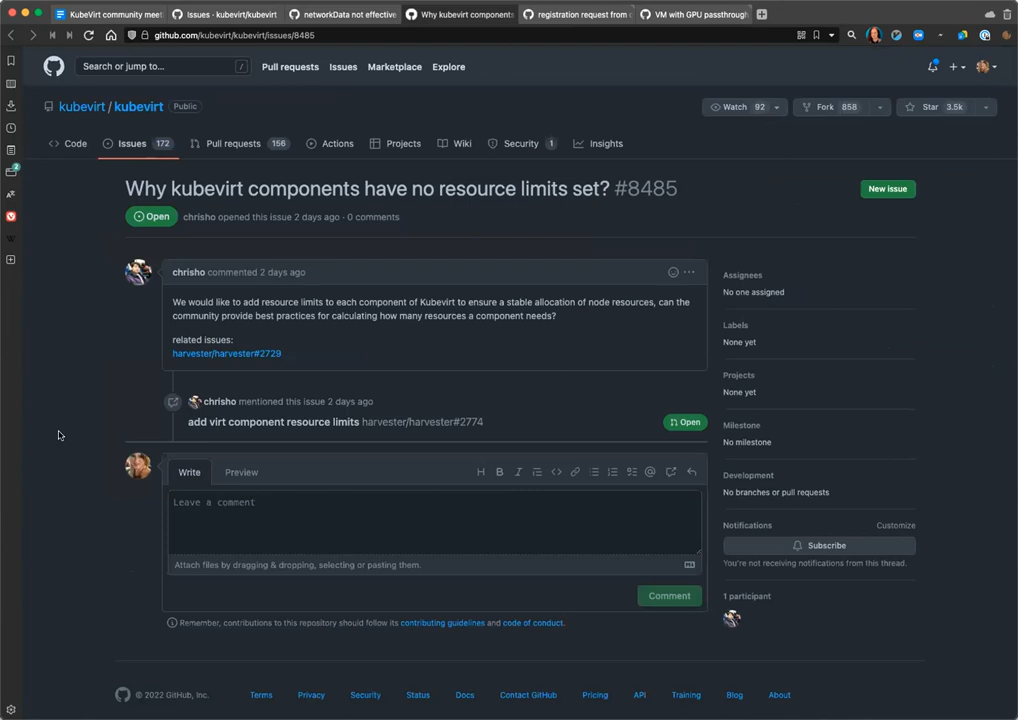 KubeVirt community meet
Issues · kubevirt/kubevirt
networkData not effective
Why kubevirt components
registration request from c
VM with GPU passthroug
github.com/kubevirt/kubevirt/issues/8485
Search or jump to...
/
Pull requests
Issues
Marketplace
Explore
kubevirt / kubevirt
Public
Watch 92
Fork 858
Star 3.5k
Code
Issues 172
Pull requests 156
Actions
Projects
Wiki
Security 1
Insights
Why kubevirt components have no resource limits set? #8485
New issue
Open
chrisho opened this issue 2 days ago · 0 comments
chrisho commented 2 days ago
We would like to add resource limits to each component of Kubevirt to ensure a stable allocation of node resources, can the
community provide best practices for calculating how many resources a component needs?
related issues:
harvester/harvester#2729
chrisho mentioned this issue 2 days ago
add virt component resource limits harvester/harvester#2774
Open
Write
Preview
Leave a comment
Attach files by dragging & dropping, selecting or pasting them.
Comment
Remember, contributions to this repository should follow its contributing guidelines and code of conduct.
Assignees
No one assigned
Labels
None yet
Projects
None yet
Milestone
No milestone
Development
No branches or pull requests
Notifications
Customize
Subscribe
You're not receiving notifications from this thread.
1 participant
© 2022 GitHub, Inc.
Terms
Privacy
Security
Status
Docs
Contact GitHub
Pricing
API
Training
Blog
About